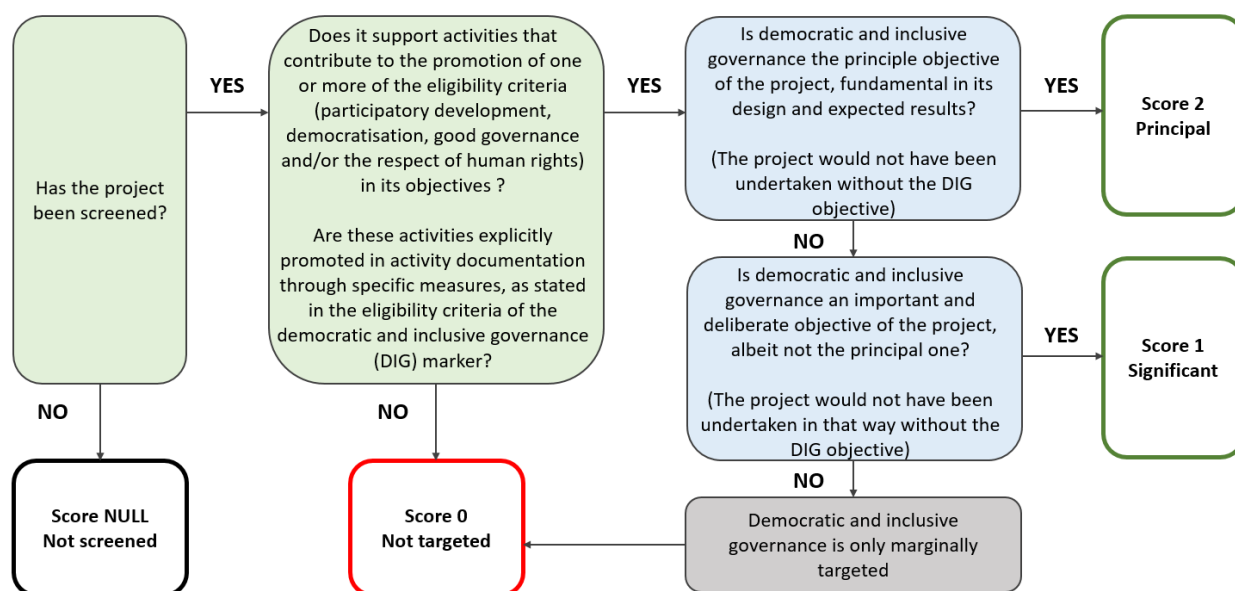 Has the project
been screened?
YES
NO
Score NULL
Not screened
Does it support activities that
contribute to the promotion of one
or more of the eligibility criteria
(participatory development,
democratisation, good governance
and/or the respect of human rights)
in its objectives ?
Are these activities explicitly
promoted in activity documentation
through specific measures, as stated
in the eligibility criteria of the
democratic and inclusive governance
(DIG) marker?
YES
NO
Score 0
Not targeted
Is democratic and inclusive
governance the principle objective
of the project, fundamental in its
design and expected results?
(The project would not have been
undertaken without the DIG
objective)
YES
Score 2
Principal
NO
Is democratic and inclusive
governance an important and
deliberate objective of the project,
albeit not the principal one?
(The project would not have been
undertaken in that way without the
DIG objective)
YES
Score 1
Significant
NO
Democratic and inclusive
governance is only marginally
targeted